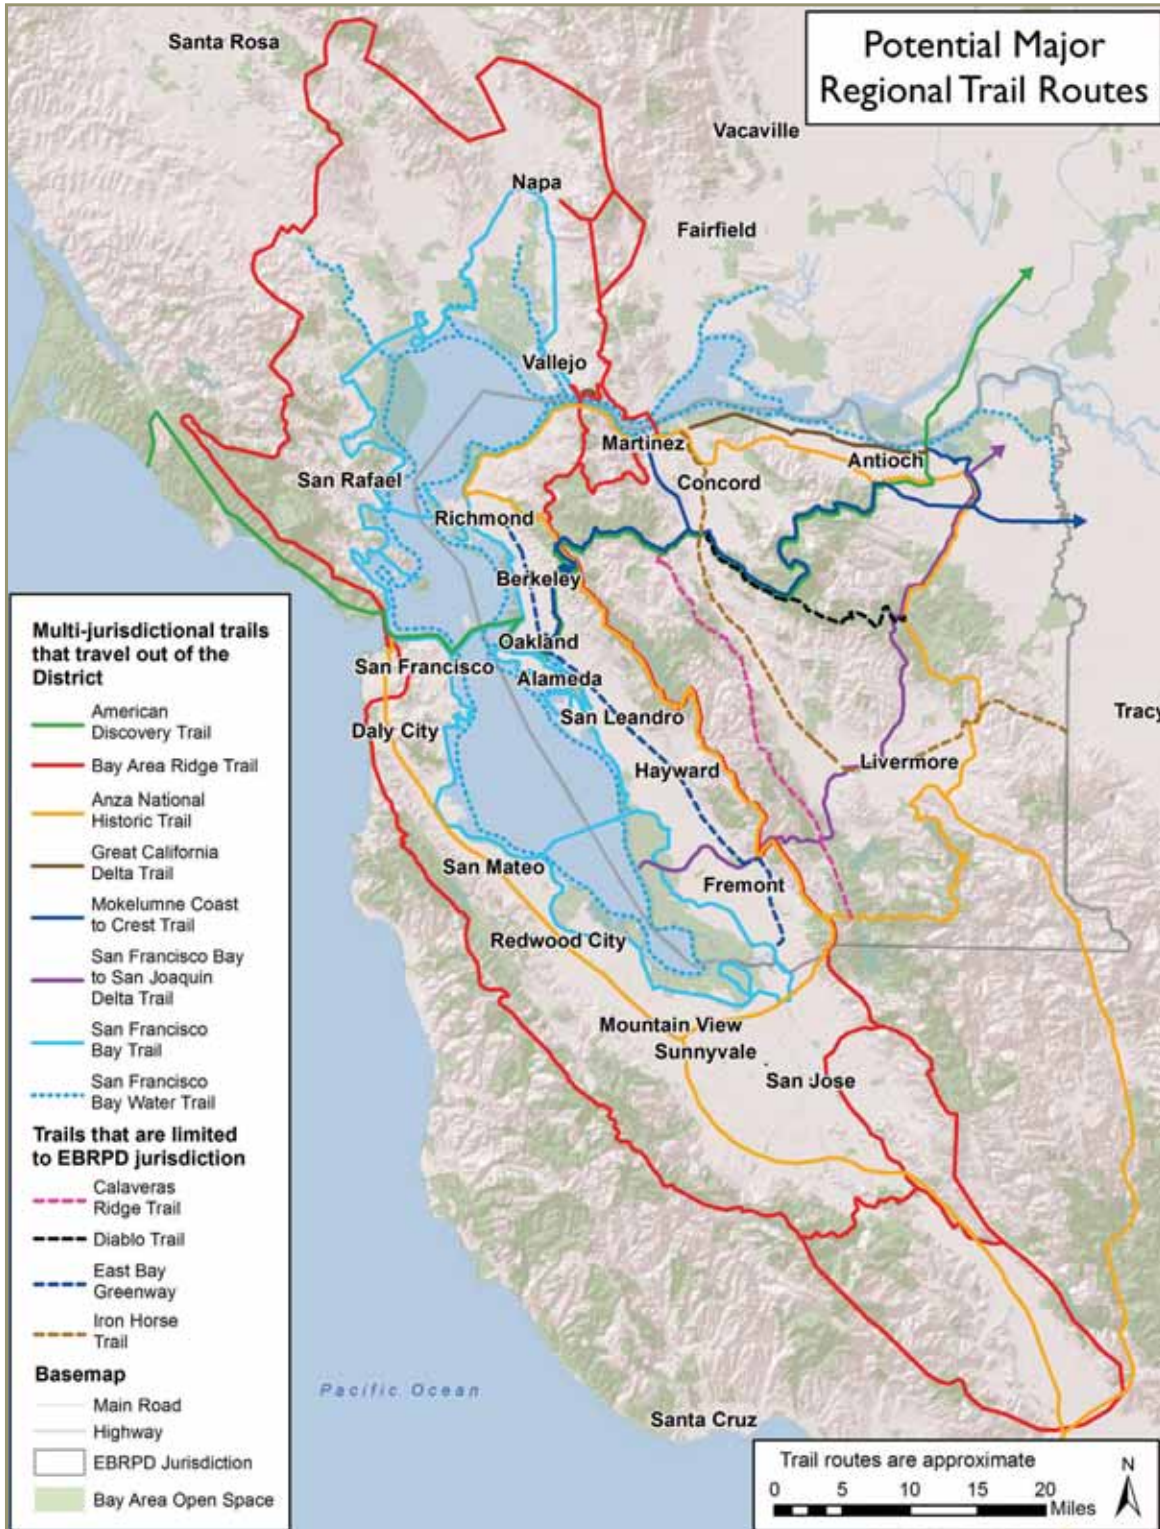 Potential Major
Regional Trail Routes
Santa Rosa
Vacaville
Napa
Fairfield
Vallejo
Martinez
Antioch
San Rafael
Concord
Richmond
Berkeley
Oakland
San Francisco
Alameda
Tracy
San Leandro
Daly City
Livermore
Hayward
San Mateo
Fremont
Redwood City
Mountain View
Sunnyvale
San Jose
Pacific Ocean
Santa Cruz
Multi-jurisdictional trails
that travel out of the
District
American
Discovery Trail
Bay Area Ridge Trail
Anza National
Historic Trail
Great California
Delta Trail
Mokelumne Coast
to Crest Trail
San Francisco Bay
to San Joaquin
Delta Trail
San Francisco
Bay Trail
San Francisco
Bay Water Trail
Trails that are limited
to EBRPD jurisdiction
Calaveras
Ridge Trail
Diablo Trail
East Bay
Greenway
Iron Horse
Trail
Basemap
Main Road
Highway
EBRPD Jurisdiction
Bay Area Open Space
Trail routes are approximate
N
0 5 10 15 20
Miles